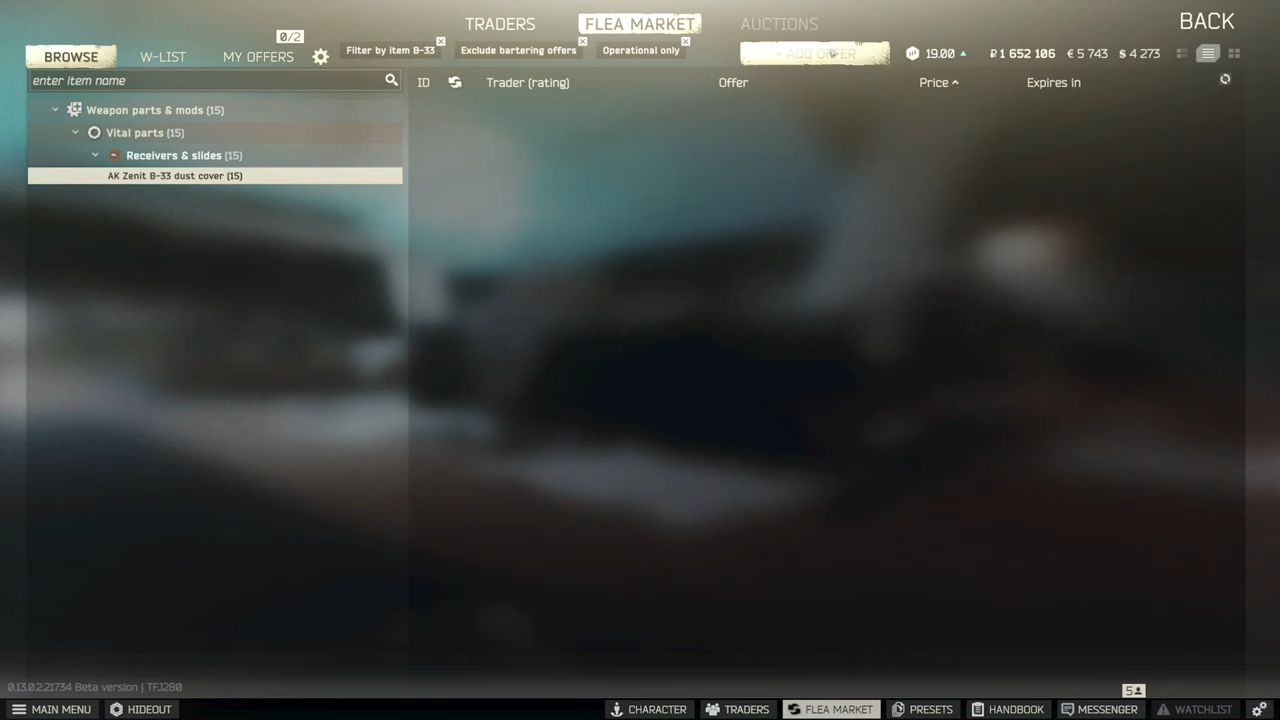 TRADERS FLEA MARKET AUCTIONS BACK
0/2
BROWSE W-LIST MY OFFERS Filter by item B-33 Exclude bartering offers Operational only + ADD OFFER 19.00 ₽ 1 652 106 € 5 743 $ 4 273
enter item name ID Trader (rating) Offer Price Expires in
Weapon parts & mods (15)
Vital parts (15)
Receivers & slides (15)
AK Zenit B-33 dust cover (15)
0.13.0.2.21734 Beta version | TFJ280
5
MAIN MENU HIDEOUT CHARACTER TRADERS FLEA MARKET PRESETS HANDBOOK MESSENGER WATCHLIST